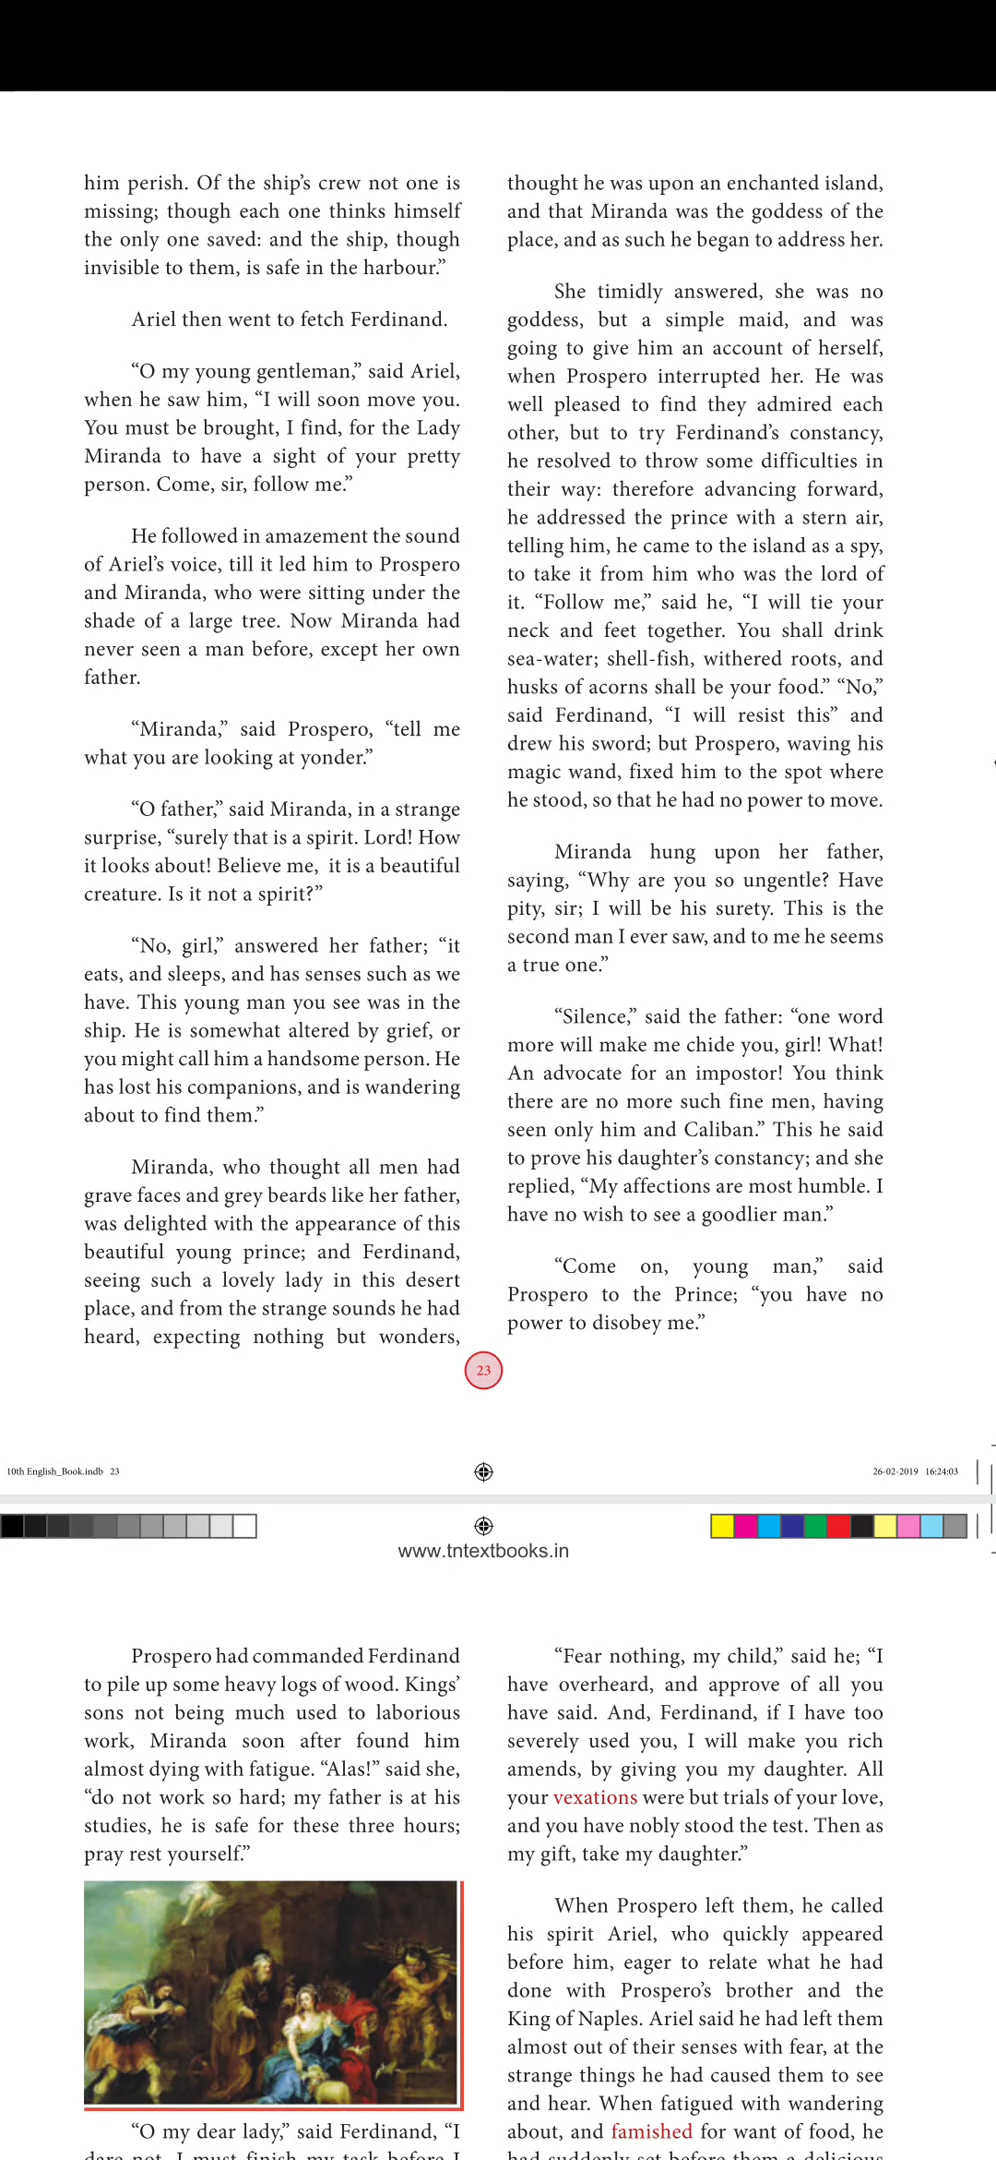 him perish. Of the ship’s crew not one is
missing; though each one thinks himself
the only one saved: and the ship, though
invisible to them, is safe in the harbour.”
Ariel then went to fetch Ferdinand.
“O my young gentleman,” said Ariel,
when he saw him, “I will soon move you.
You must be brought, I find, for the Lady
Miranda to have a sight of your pretty
person. Come, sir, follow me.”
He followed in amazement the sound
of Ariel’s voice, till it led him to Prospero
and Miranda, who were sitting under the
shade of a large tree. Now Miranda had
never seen a man before, except her own
father.
“Miranda,” said Prospero, “tell me
what you are looking at yonder.”
“O father,” said Miranda, in a strange
surprise, “surely that is a spirit. Lord! How
it looks about! Believe me, it is a beautiful
creature. Is it not a spirit?”
“No, girl,” answered her father; “it
eats, and sleeps, and has senses such as we
have. This young man you see was in the
ship. He is somewhat altered by grief, or
you might call him a handsome person. He
has lost his companions, and is wandering
about to find them.”
Miranda, who thought all men had
grave faces and grey beards like her father,
was delighted with the appearance of this
beautiful young prince; and Ferdinand,
seeing such a lovely lady in this desert
place, and from the strange sounds he had
heard, expecting nothing but wonders,
thought he was upon an enchanted island,
and that Miranda was the goddess of the
place, and as such he began to address her.
She timidly answered, she was no
goddess, but a simple maid, and was
going to give him an account of herself,
when Prospero interrupted her. He was
well pleased to find they admired each
other, but to try Ferdinand’s constancy,
he resolved to throw some difficulties in
their way: therefore advancing forward,
he addressed the prince with a stern air,
telling him, he came to the island as a spy,
to take it from him who was the lord of
it. “Follow me,” said he, “I will tie your
neck and feet together. You shall drink
sea-water; shell-fish, withered roots, and
husks of acorns shall be your food.” “No,”
said Ferdinand, “I will resist this” and
drew his sword; but Prospero, waving his
magic wand, fixed him to the spot where
he stood, so that he had no power to move.
Miranda hung upon her father,
saying, “Why are you so ungentle? Have
pity, sir; I will be his surety. This is the
second man I ever saw, and to me he seems
a true one.”
“Silence,” said the father: “one word
more will make me chide you, girl! What!
An advocate for an impostor! You think
there are no more such fine men, having
seen only him and Caliban.” This he said
to prove his daughter’s constancy; and she
replied, “My affections are most humble. I
have no wish to see a goodlier man.”
“Come on, young man,” said
Prospero to the Prince; “you have no
power to disobey me.”
23
10th English_Book.indb 23
26-02-2019 16:24:03
www.tntextbooks.in
Prospero had commanded Ferdinand
to pile up some heavy logs of wood. Kings’
sons not being much used to laborious
work, Miranda soon after found him
almost dying with fatigue. “Alas!” said she,
“do not work so hard; my father is at his
studies, he is safe for these three hours;
pray rest yourself.”
“O my dear lady,” said Ferdinand, “I
dare not. I must finish my task before I
“Fear nothing, my child,” said he; “I
have overheard, and approve of all you
have said. And, Ferdinand, if I have too
severely used you, I will make you rich
amends, by giving you my daughter. All
your vexations were but trials of your love,
and you have nobly stood the test. Then as
my gift, take my daughter.”
When Prospero left them, he called
his spirit Ariel, who quickly appeared
before him, eager to relate what he had
done with Prospero’s brother and the
King of Naples. Ariel said he had left them
almost out of their senses with fear, at the
strange things he had caused them to see
and hear. When fatigued with wandering
about, and famished for want of food, he
had suddenly set before them a delicious